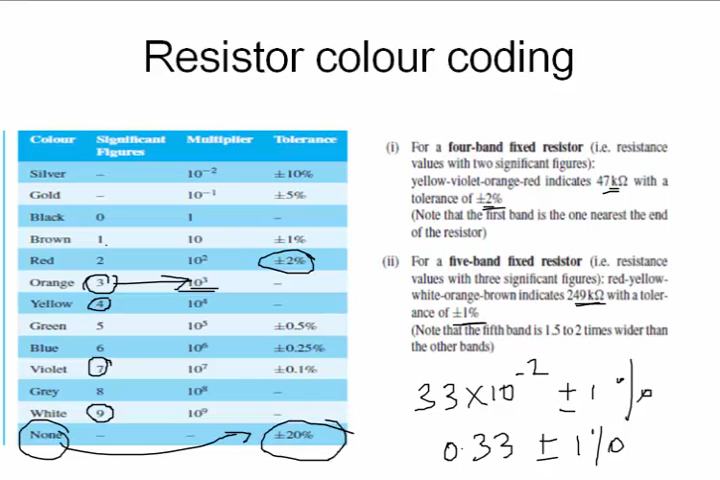 Resistor colour coding
Colour Significant Figures Multiplier Tolerance
Silver – 10⁻² ±10%
Gold – 10⁻¹ ±5%
Black 0 1 –
Brown 1 10 ±1%
Red 2 10² ±2%
Orange 3 10³ –
Yellow 4 10⁴ –
Green 5 10⁵ ±0.5%
Blue 6 10⁶ ±0.25%
Violet 7 10⁷ ±0.1%
Grey 8 10⁸ –
White 9 10⁹ –
None – – ±20%
(i) For a four-band fixed resistor (i.e. resistance
values with two significant figures):
yellow-violet-orange-red indicates 47 kΩ with a
tolerance of ±2%
(Note that the first band is the one nearest the end
of the resistor)
(ii) For a five-band fixed resistor (i.e. resistance
values with three significant figures): red-yellow-
white-orange-brown indicates 249 kΩ with a toler-
ance of ±1%
(Note that the fifth band is 1.5 to 2 times wider than
the other bands)
33×10⁻² ±1%
0.33 ±1%